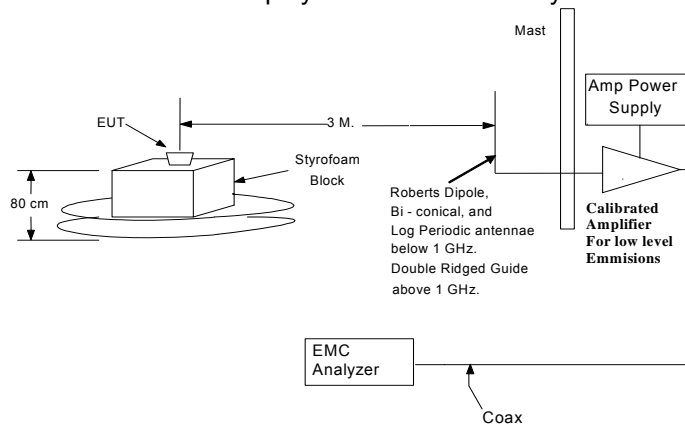 Mast
Amp Power
Supply
EUT
3 M.
Styrofoam
Block
80 cm
Roberts Dipole,
Bi - conical, and
Log Periodic antennae
below 1 GHz.
Double Ridged Guide
above 1 GHz.
Calibrated
Amplifier
For low level
Emmisions
EMC
Analyzer
Coax